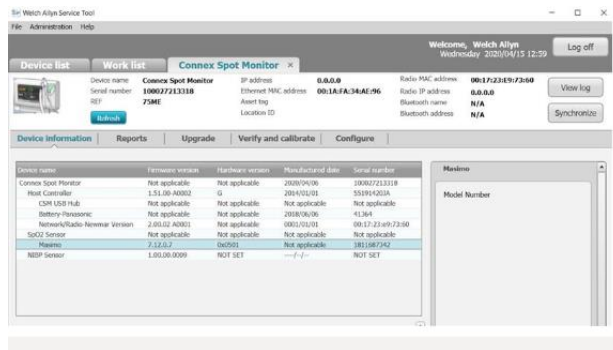 Welch Allyn Service Tool
File Administration Help
Welcome, Welch Allyn
Wednesday 2020/04/15 12:59
Log off
Device list Work list Connex Spot Monitor ×
Device name Connex Spot Monitor IP address 0.0.0.0 Radio MAC address 00:17:23:E9:73:60 View log
Serial number 100027213318 Ethernet MAC address 00:1A:FA:34:AE:96 Radio IP address 0.0.0.0
REF 75ME Asset tag Bluetooth name N/A
Refresh Location ID Bluetooth address N/A Synchronize
Device information Reports Upgrade Verify and calibrate Configure
Device name Firmware version Hardware version Manufactured date Serial number
Connex Spot Monitor Not applicable Not applicable 2020/04/06 100027213318
Host Controller 1.51.00-A0002 G 2014/01/01 551914203A
CSM USB Hub Not applicable Not applicable Not applicable Not applicable
Battery-Panasonic Not applicable Not applicable 2018/06/06 41364
Network/Radio-Newmar Version 2.00.02 A0001 Not applicable 0001/01/01 00:17:23:e9:73:60
SpO2 Sensor Not applicable Not applicable Not applicable Not applicable
Masimo 7.12.0.2 0x0501 Not applicable 1811087342
NIBP Sensor 1.00.00.0009 NOT SET ----/--/-- NOT SET
Masimo
Model Number